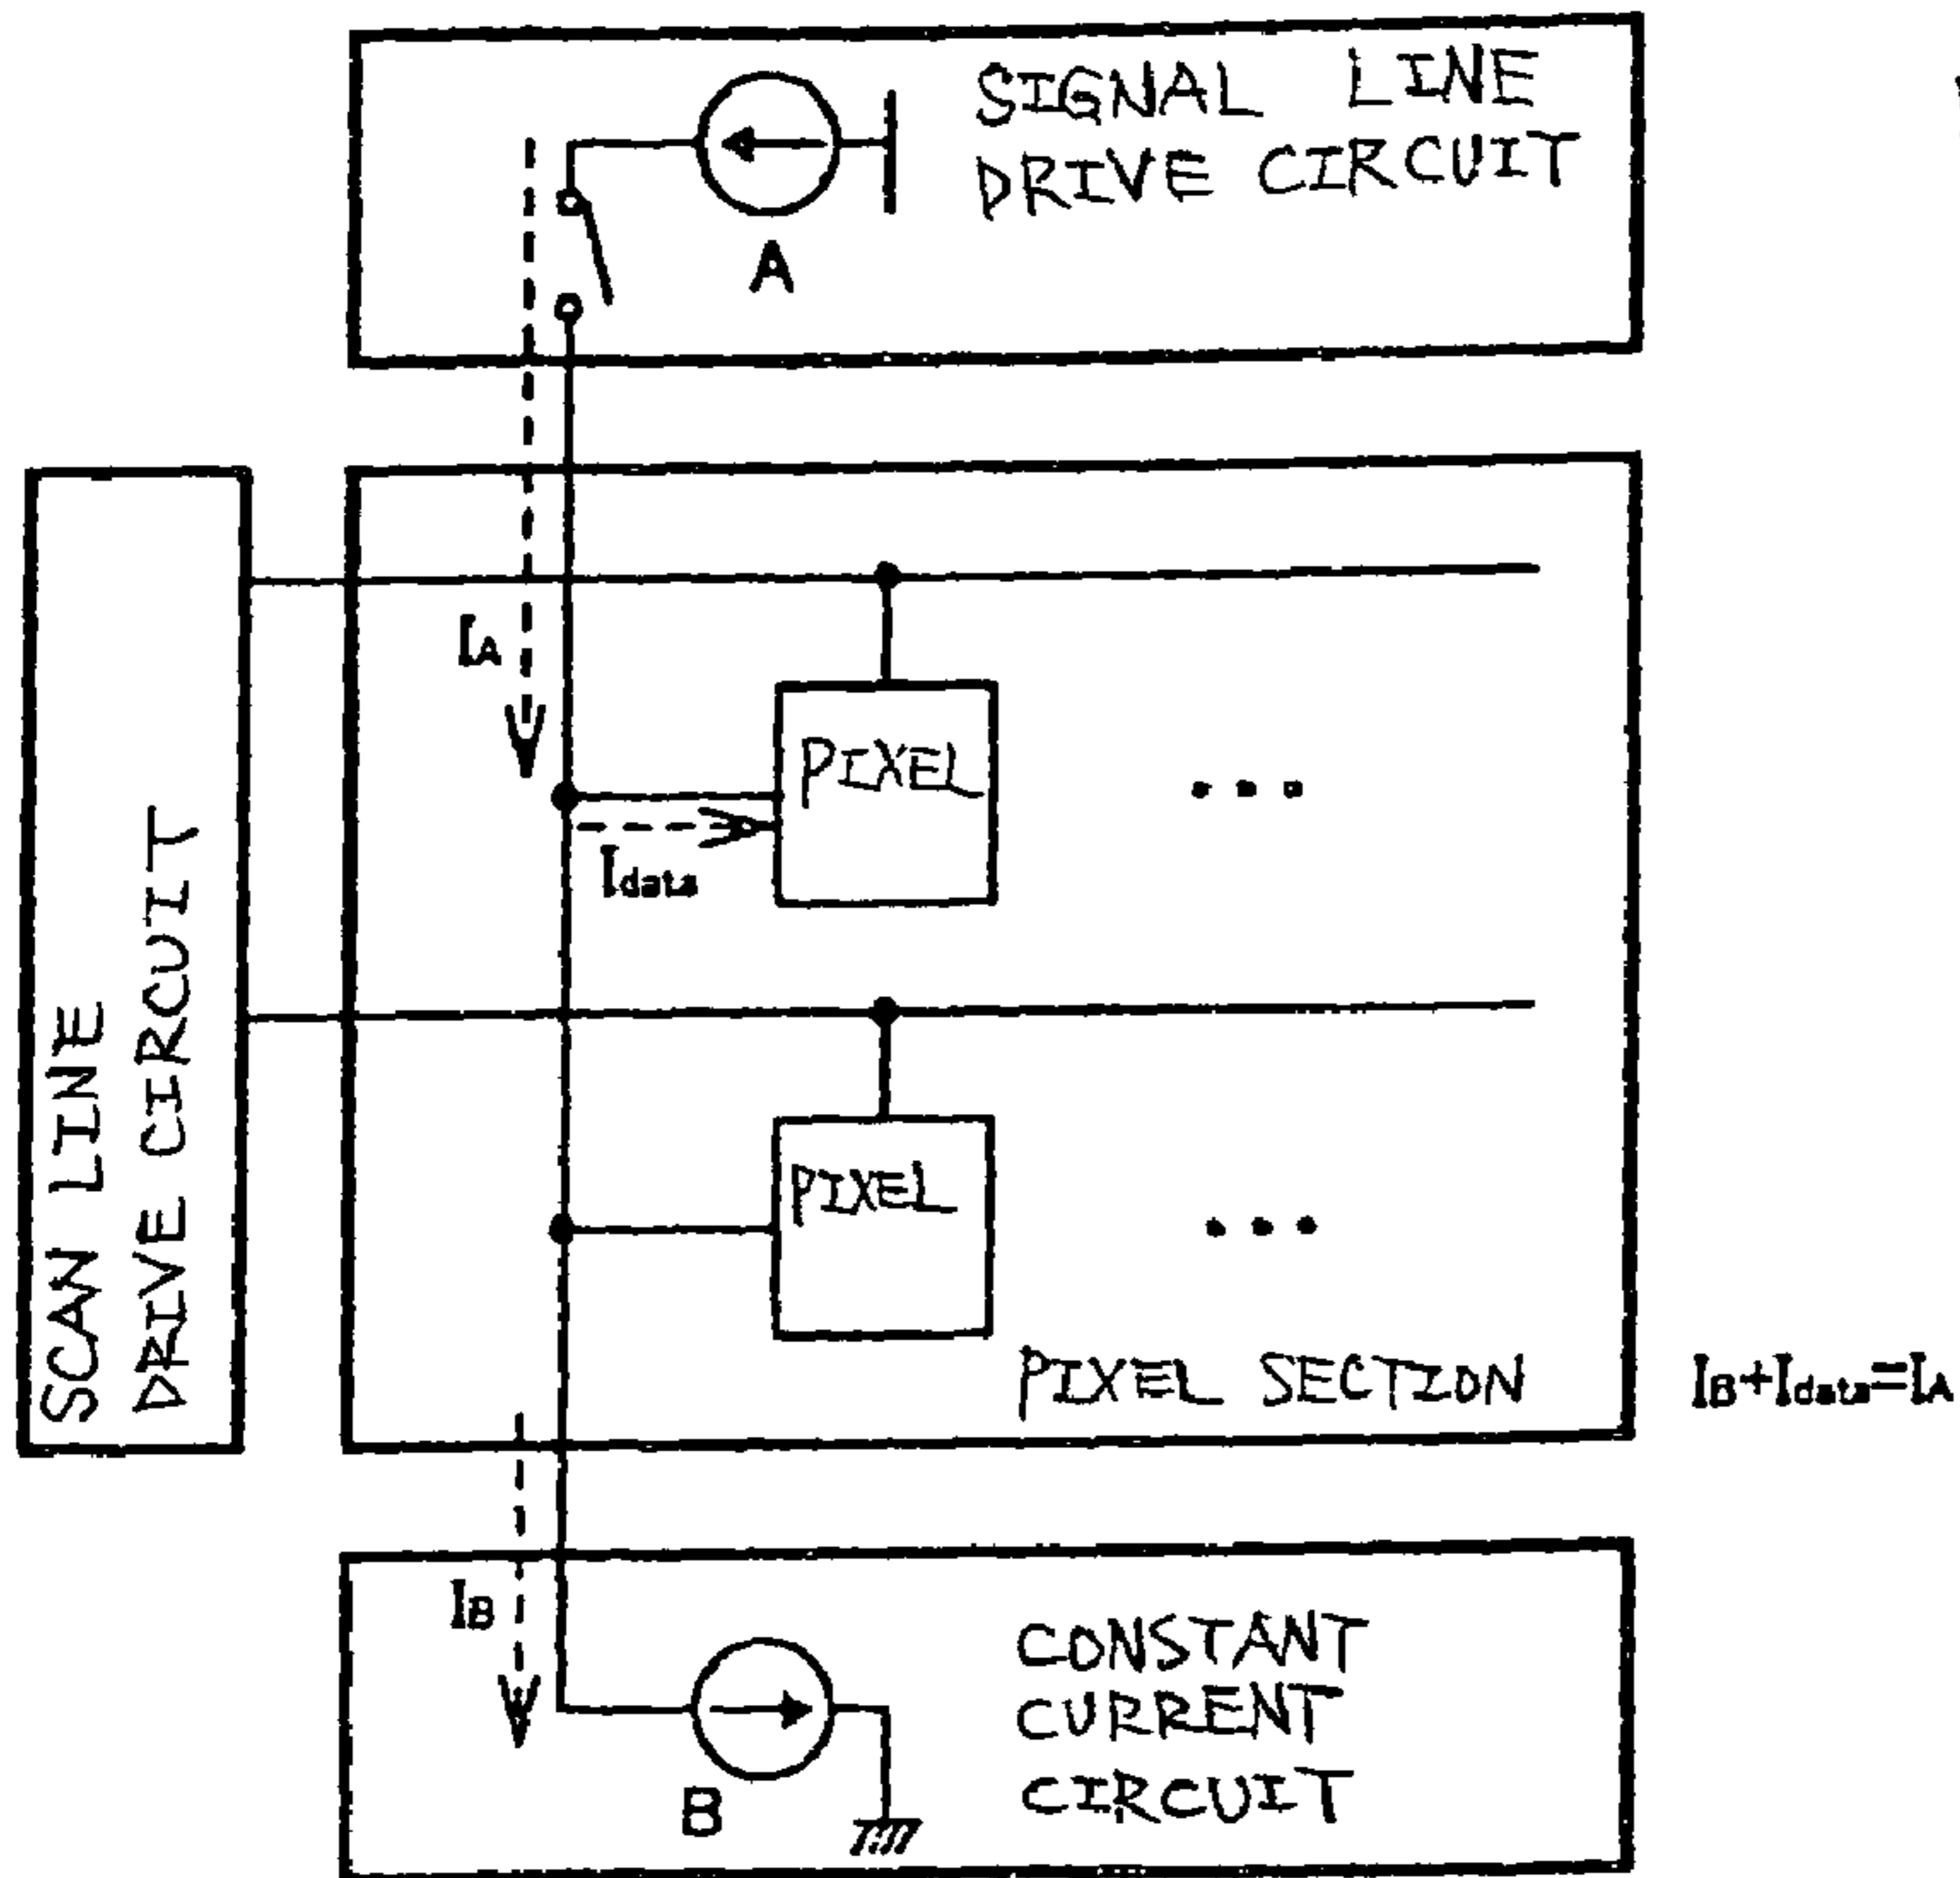 SIGNAL LINE
DRIVE CIRCUIT
A
IA
PIXEL
Idata
SCAN LINE
DRIVE CIRCUIT
PIXEL
PIXEL SECTION
IB+Idata=IA
IB
CONSTANT
CURRENT
CIRCUIT
B